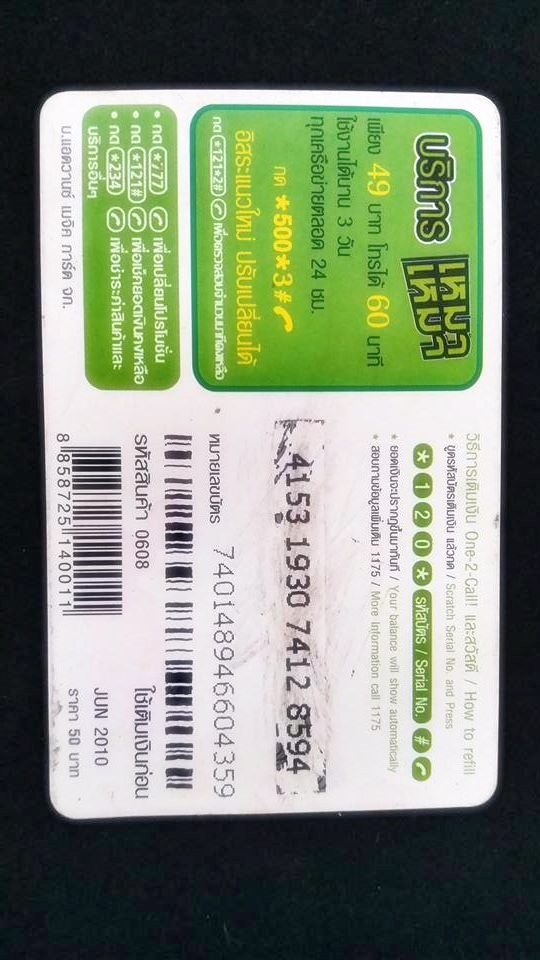 บริการ
เหมา เหมา
เพียง 49 บาท โทรได้ 60 นาที
ใช้งานได้นาน 3 วัน
ทุกเครือข่ายตลอด 24 ชม.
กด *500*3#
อิสระแนวใหม่ ปรับเปลี่ยนได้
กด *121*2# เพื่อตรวจสอบจำนวนนาทีคงเหลือ
• กด *777 เพื่อเปลี่ยนโปรโมชั่น
• กด *121# เพื่อเช็กยอดเงินคงเหลือ
• กด *234 เพื่อชำระค่าสินค้าและ
บริการอื่นๆ
บ.แอดวานซ์ เมจิค การ์ด จก.
วิธีการเติมเงิน One-2-Call! และสวัสดี / How to refill
• ขูดรหัสบัตรเติมเงิน แล้วกด / Scratch Serial No. and Press
*120* รหัสบัตร / Serial No. #
• ยอดเงินจะปรากฏขึ้นมาทันที / Your balance will show automatically
• สอบถามข้อมูลเพิ่มเติม 1175 / More information call 1175
4153 1930 7412 8594
หมายเลขบัตร 740148946604359
รหัสสินค้า 0608
ใช้เติมเงินก่อน
JUN 2010
8 858725 140011
ราคา 50 บาท